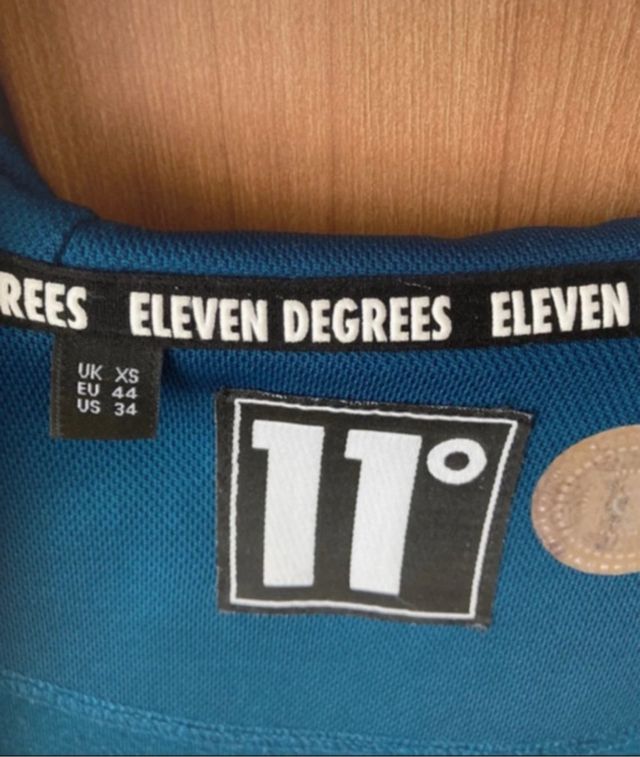 REES ELEVEN DEGREES ELEVEN
UK XS
EU 44
US 34
11°